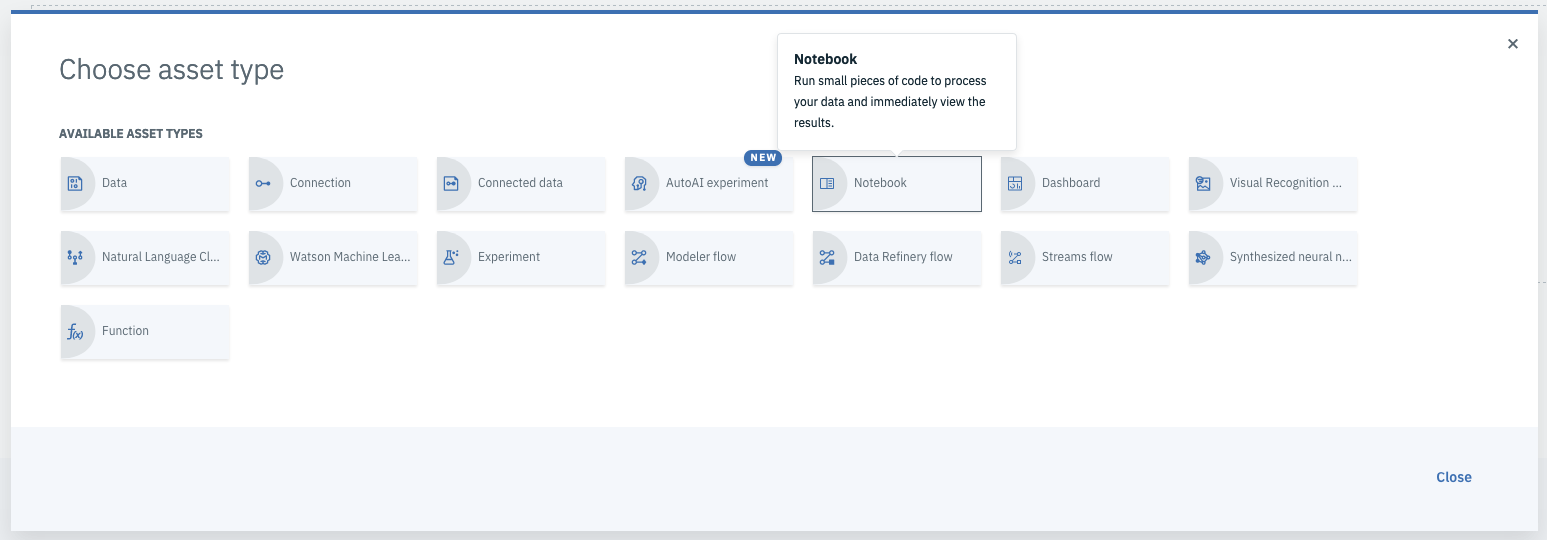 Choose asset type
Notebook
Run small pieces of code to process
your data and immediately view the
results.
AVAILABLE ASSET TYPES
NEW
Data
Connection
Connected data
AutoAI experiment
Notebook
Dashboard
Visual Recognition ...
Natural Language Cl...
Watson Machine Lea...
Experiment
Modeler flow
Data Refinery flow
Streams flow
Synthesized neural n...
Function
Close